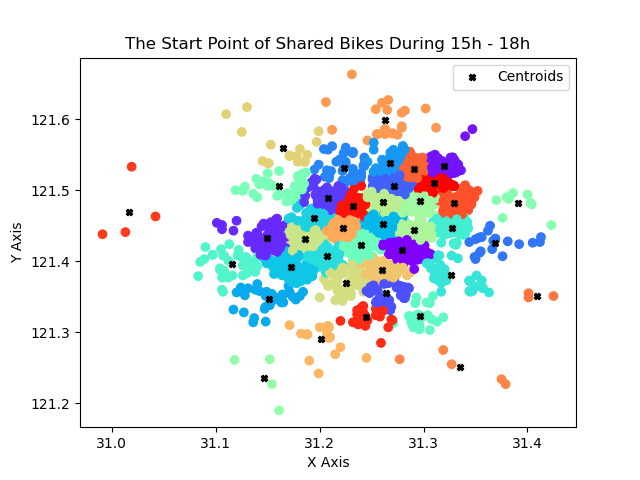 The Start Point of Shared Bikes During 15h - 18h
Centroids
121.6
121.5
121.4
121.3
121.2
Y Axis
31.0 31.1 31.2 31.3 31.4
X Axis